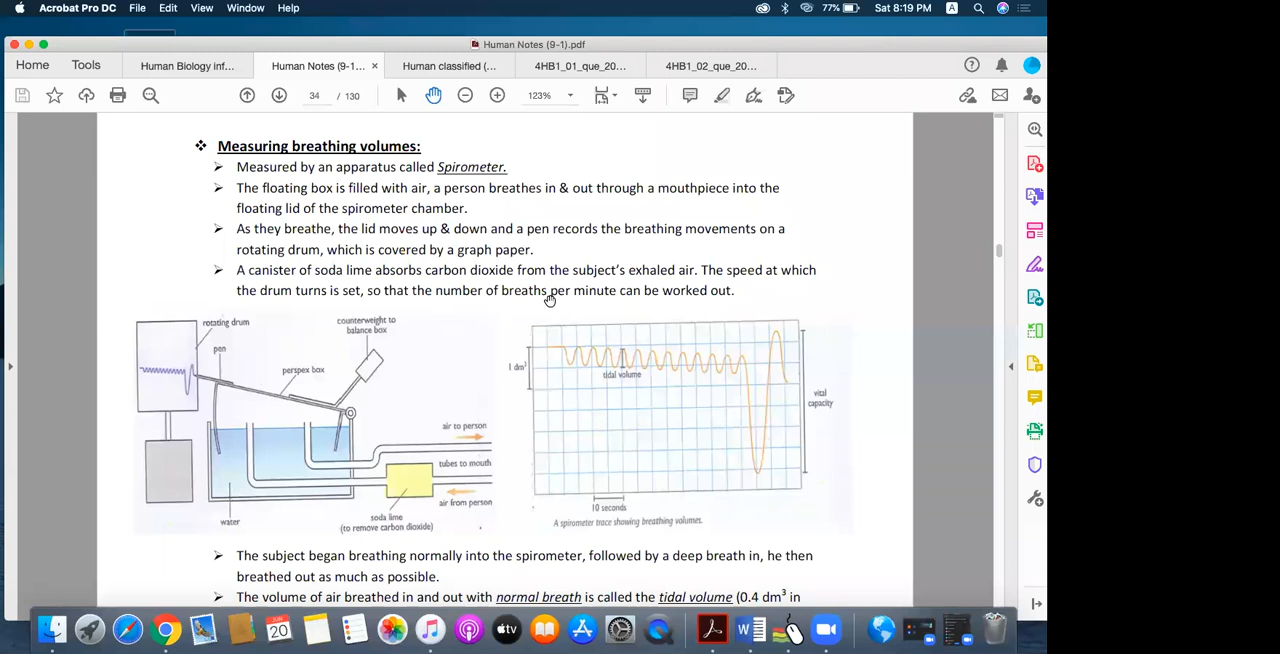 Acrobat Pro DC File Edit View Window Help 77% Sat 8:19 PM A
Human Notes (9-1).pdf
Home Tools Human Biology inf... Human Notes (9-1... × Human classified (... 4HB1_01_que_20... 4HB1_02_que_20...
34 / 130 123%
❖ Measuring breathing volumes:
➢ Measured by an apparatus called Spirometer.
➢ The floating box is filled with air, a person breathes in & out through a mouthpiece into the
floating lid of the spirometer chamber.
➢ As they breathe, the lid moves up & down and a pen records the breathing movements on a
rotating drum, which is covered by a graph paper.
➢ A canister of soda lime absorbs carbon dioxide from the subject's exhaled air. The speed at which
the drum turns is set, so that the number of breaths per minute can be worked out.
rotating drum
pen
counterweight to
balance box
perspex box
air to person
tubes to mouth
air from person
water
soda lime
(to remove carbon dioxide)
1 dm³
tidal volume
vital
capacity
10 seconds
A spirometer trace showing breathing volumes.
➢ The subject began breathing normally into the spirometer, followed by a deep breath in, he then
breathed out as much as possible.
➢ The volume of air breathed in and out with normal breath is called the tidal volume (0.4 dm³ in
JUN
20
tv
W